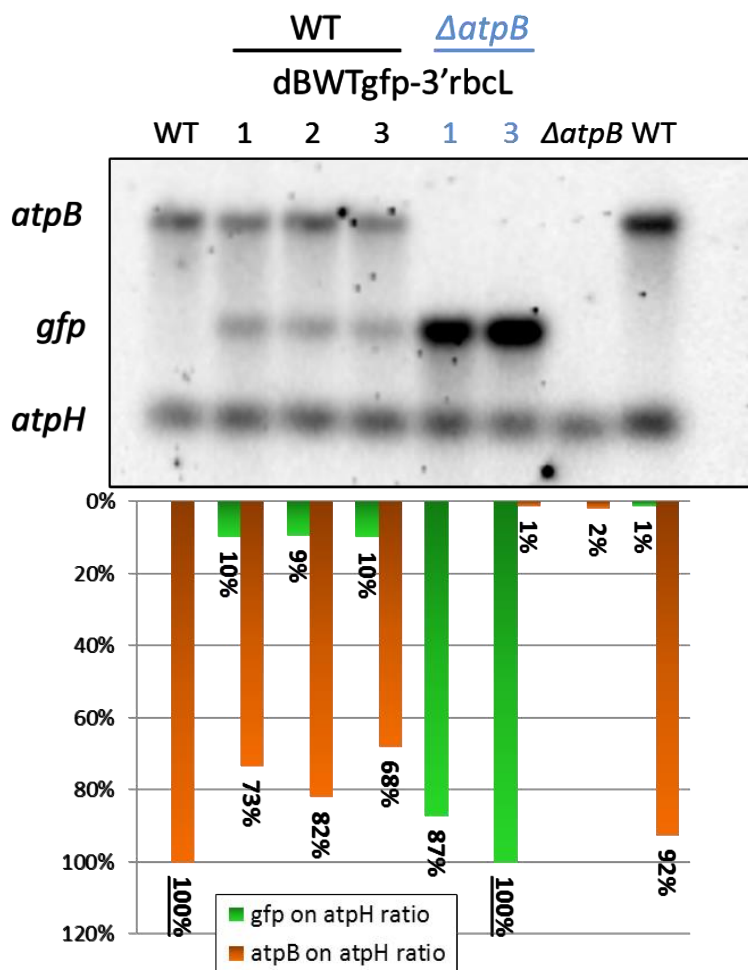 WT ΔatpB
dBWTgfp-3’rbcL
WT 1 2 3 1 3 ΔatpB WT
atpB
gfp
atpH
0%
20%
40%
60%
80%
100%
120%
100%
10%
73%
9%
82%
10%
68%
87%
100%
1%
2%
1%
92%
gfp on atpH ratio
atpB on atpH ratio